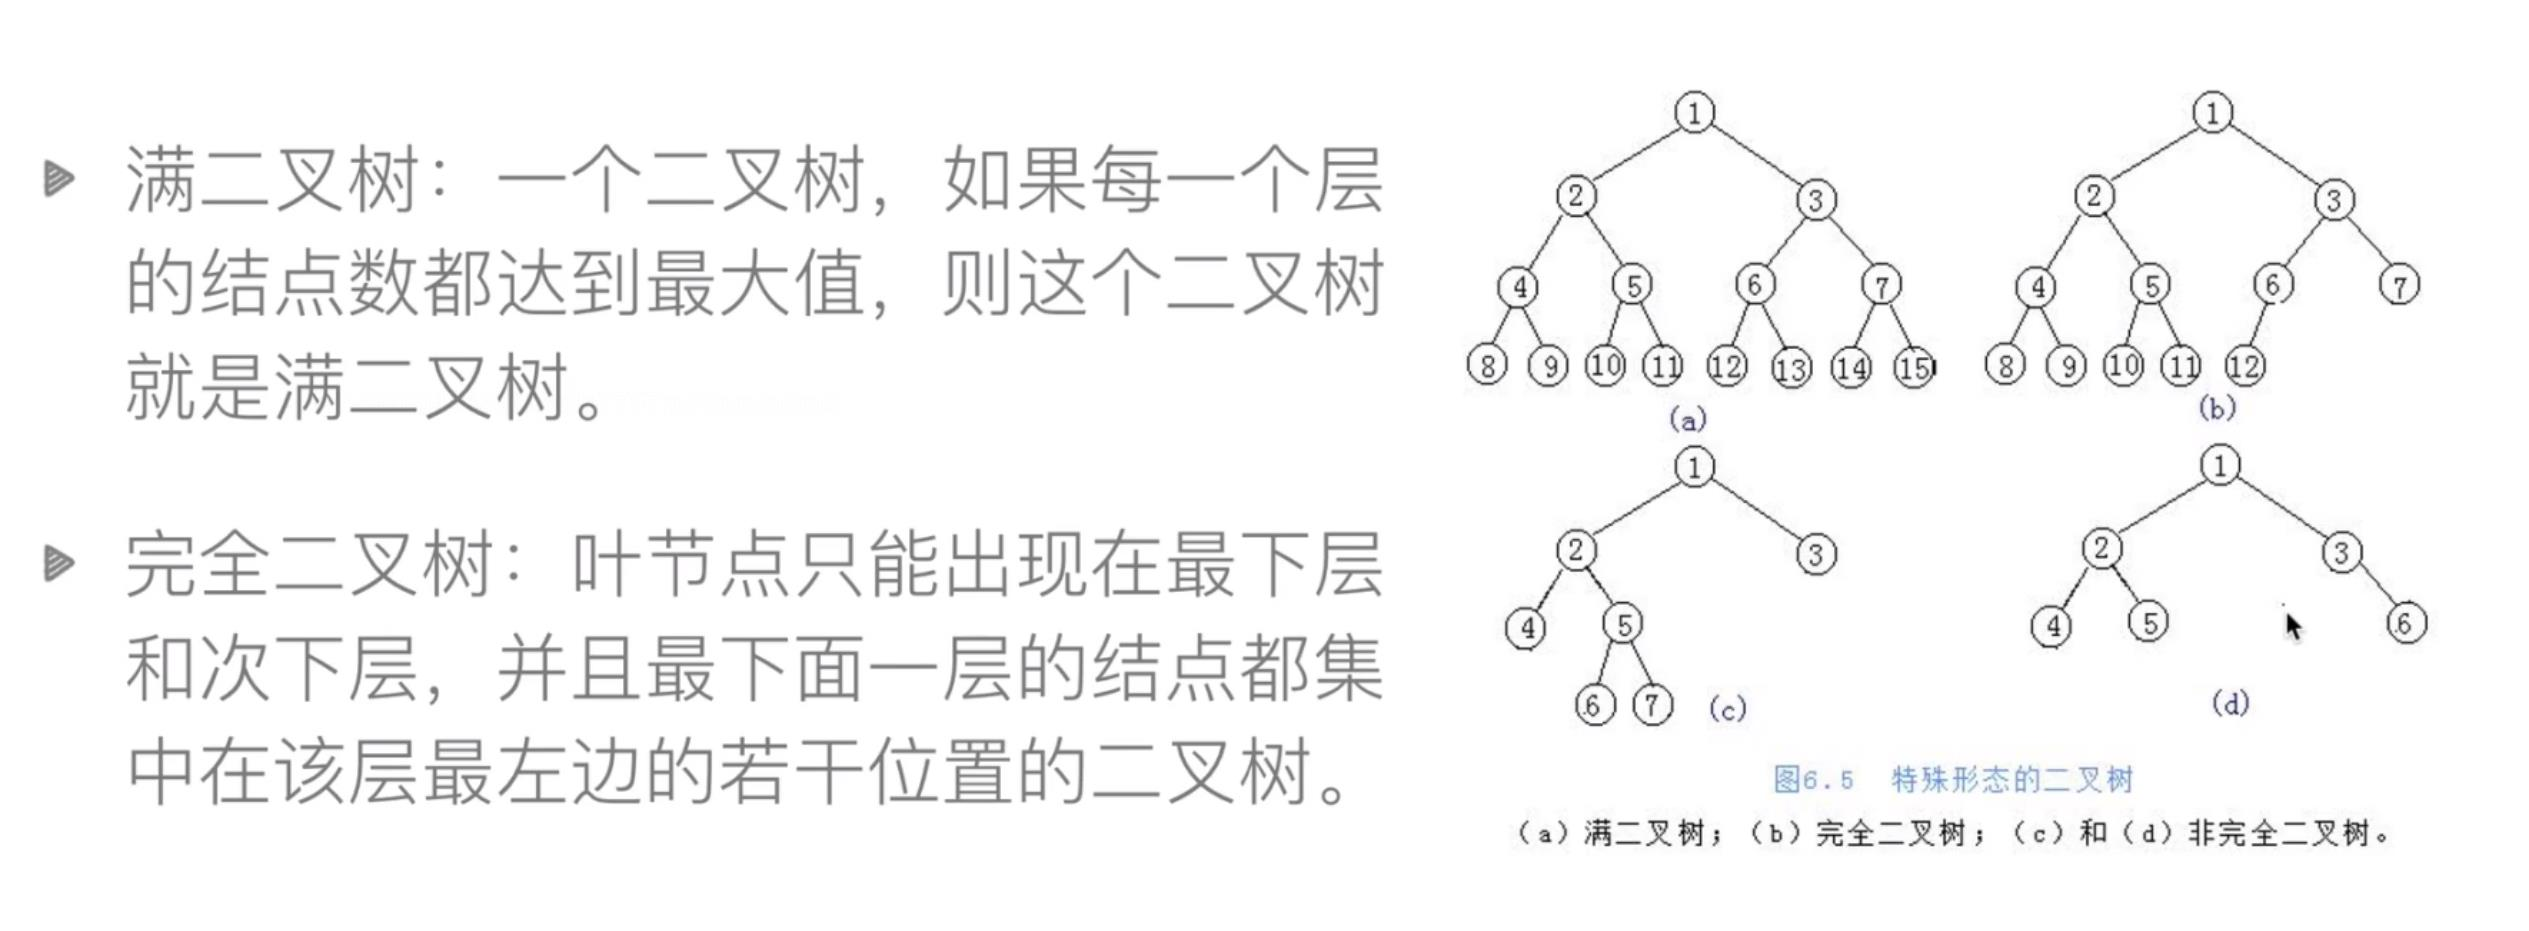 满二叉树：一个二叉树，如果每一个层
的结点数都达到最大值，则这个二叉树
就是满二叉树。
完全二叉树：叶节点只能出现在最下层
和次下层，并且最下面一层的结点都集
中在该层最左边的若干位置的二叉树。
1
2 3
4 5 6 7
8 9 10 11 12 13 14 15
(a)
1
2 3
4 5 6 7
8 9 10 11 12
(b)
1
2 3
4 5
6 7
(c)
1
2 3
4 5 6
(d)
图6.5 特殊形态的二叉树
（a）满二叉树；（b）完全二叉树；（c）和（d）非完全二叉树。